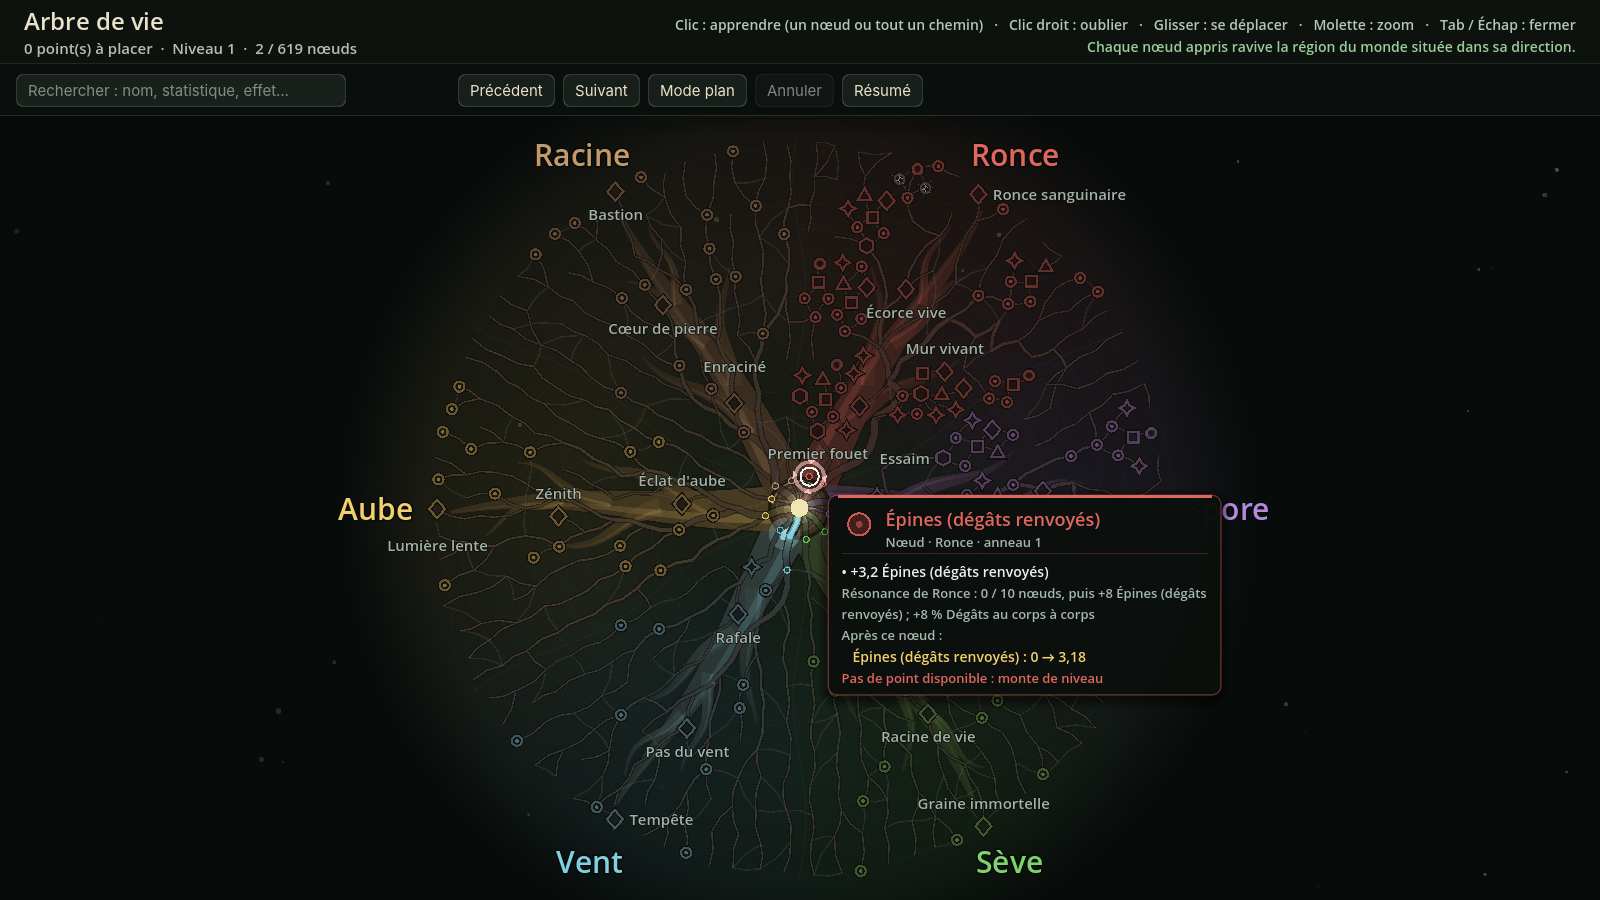 Arbre de vie
0 point(s) à placer · Niveau 1 · 2 / 619 nœuds
Clic : apprendre (un nœud ou tout un chemin) · Clic droit : oublier · Glisser : se déplacer · Molette : zoom · Tab / Échap : fermer
Chaque nœud appris ravive la région du monde située dans sa direction.
Rechercher : nom, statistique, effet...
Précédent
Suivant
Mode plan
Annuler
Résumé
Racine
Ronce
Ronce sanguinaire
Bastion
Écorce vive
Cœur de pierre
Mur vivant
Enraciné
Premier fouet
Essaim
Éclat d'aube
Zénith
Aube
ore
Lumière lente
Épines (dégâts renvoyés)
Nœud · Ronce · anneau 1
• +3,2 Épines (dégâts renvoyés)
Résonance de Ronce : 0 / 10 nœuds, puis +8 Épines (dégâts
renvoyés) ; +8 % Dégâts au corps à corps
Après ce nœud :
Épines (dégâts renvoyés) : 0 → 3,18
Pas de point disponible : monte de niveau
Rafale
Racine de vie
Pas du vent
Graine immortelle
Tempête
Vent
Sève